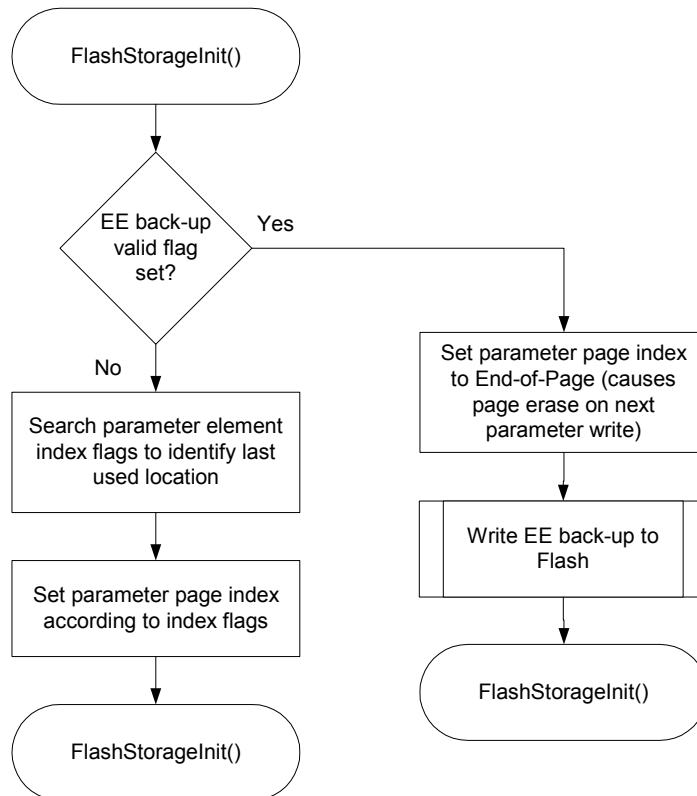 FlashStorageInit()
EE back-up
valid flag
set?
Yes
No
Set parameter page index
to End-of-Page (causes
page erase on next
parameter write)
Search parameter element
index flags to identify last
used location
Write EE back-up to
Flash
Set parameter page index
according to index flags
FlashStorageInit()
FlashStorageInit()